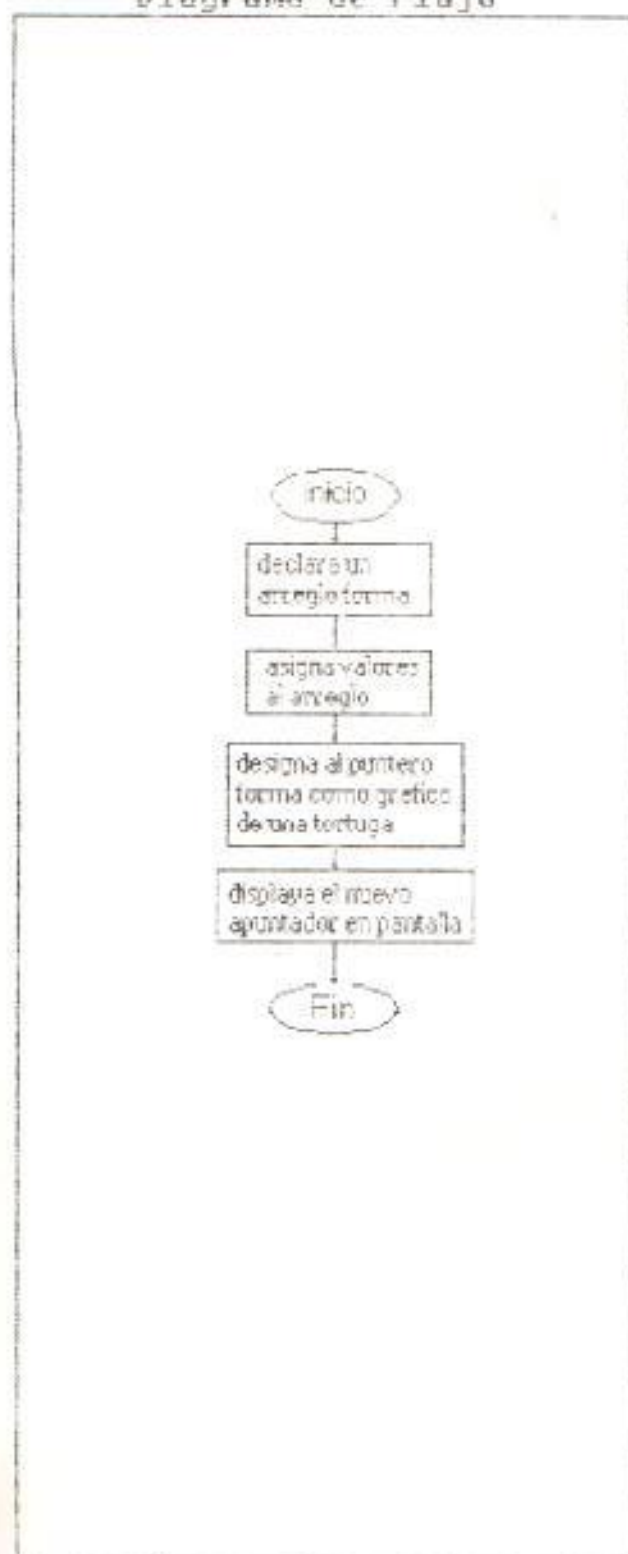 Diagrama de Flujo
Inicio
declara un
arreglo forma
asigna valores
al arreglo
designa al puntero
forma como grafico
de una tortuga
displaya el nuevo
apuntador en pantalla
Fin